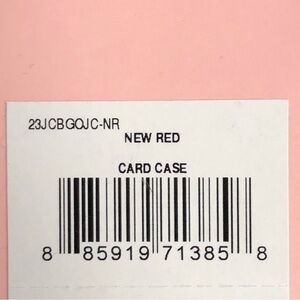 23JCBGOJC-NR
NEW RED
CARD CASE
8 85919 71385 8